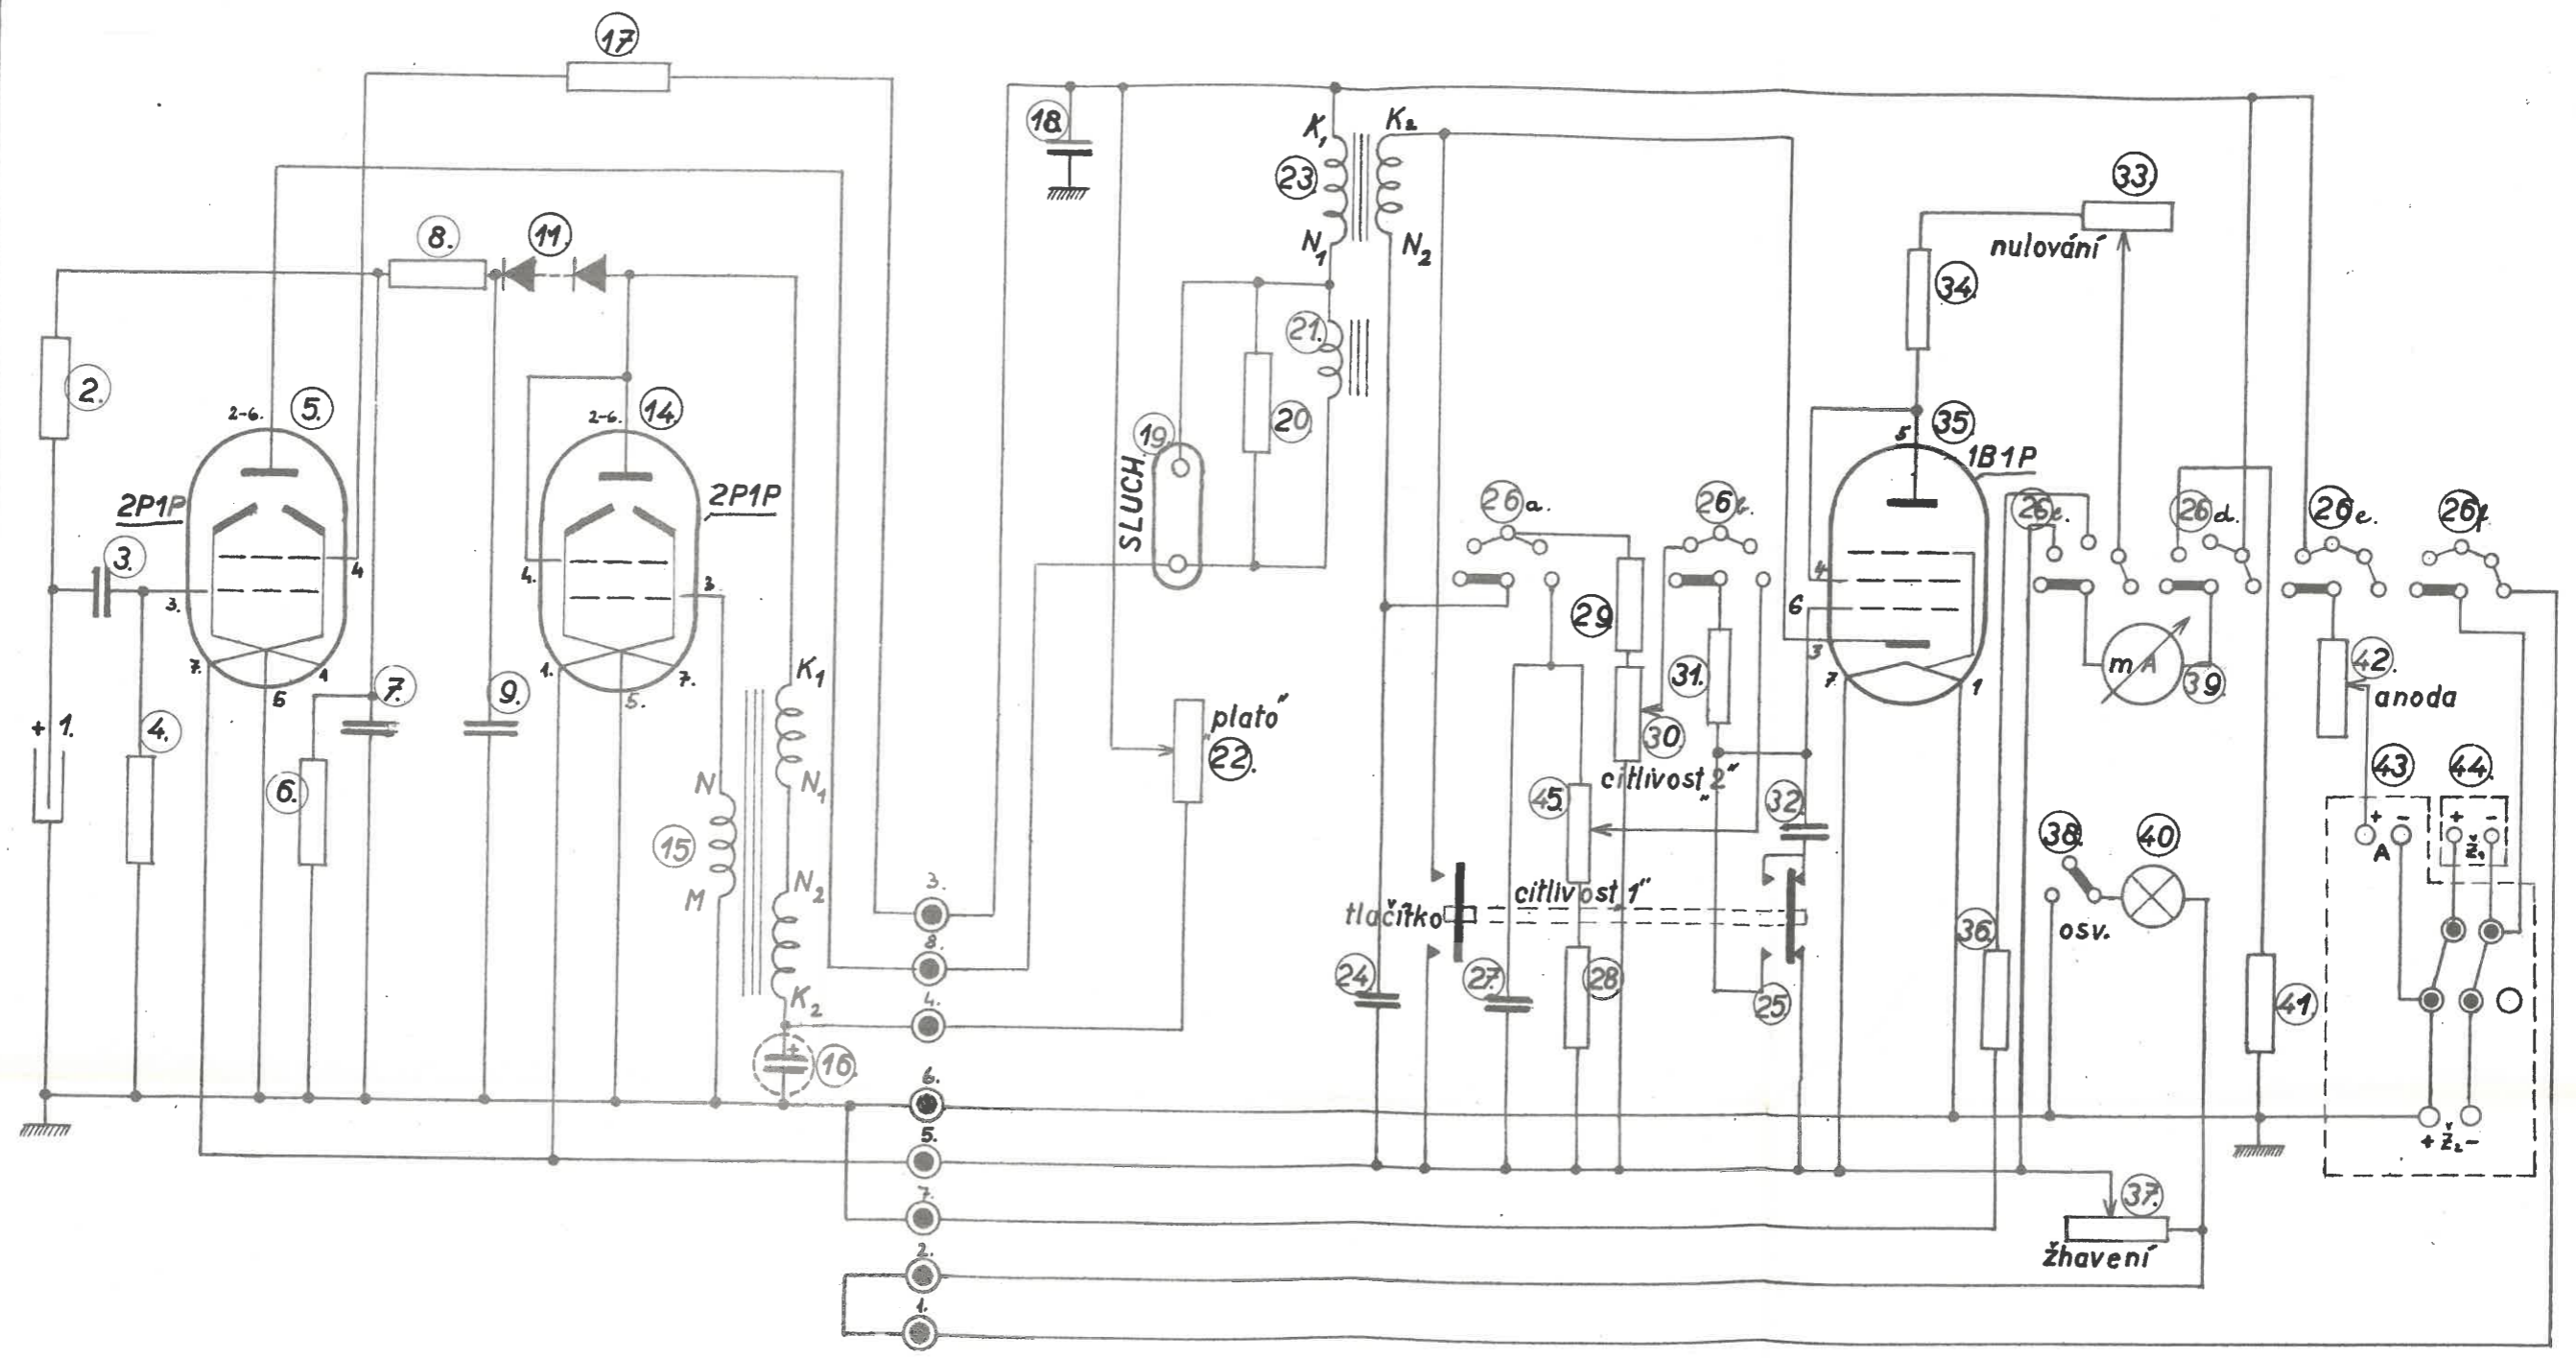 17.
18.
K₁
K₂
23.
N₁
N₂
33.
nulování
8.
11.
34.
21.
2.
2-6.
5.
2-6.
14.
19.
20
SLUCH.
5
35.
1B1P
2P1P
2P1P
26a.
26b.
26c.
26d.
26e.
26f
3.
4
4.
3.
3.
4
6
29.
3
7.
1
5
7.
9.
1.
5.
7.
K₁
31.
7.
1
mA
39.
42.
anoda
+ 1.
4.
6.
N
N₁
15
M
N₂
K₂
"plato"
22.
30
citlivost „2"
45.
32.
43.
44.
+ -
A
+ -
ž₁
38.
40.
osv.
tlačítko
citlivost „1"
3.
8.
4.
24
27.
28
25.
36.
41.
+
16.
6.
5.
7.
2.
1.
+ ž₂ -
37.
žhavení